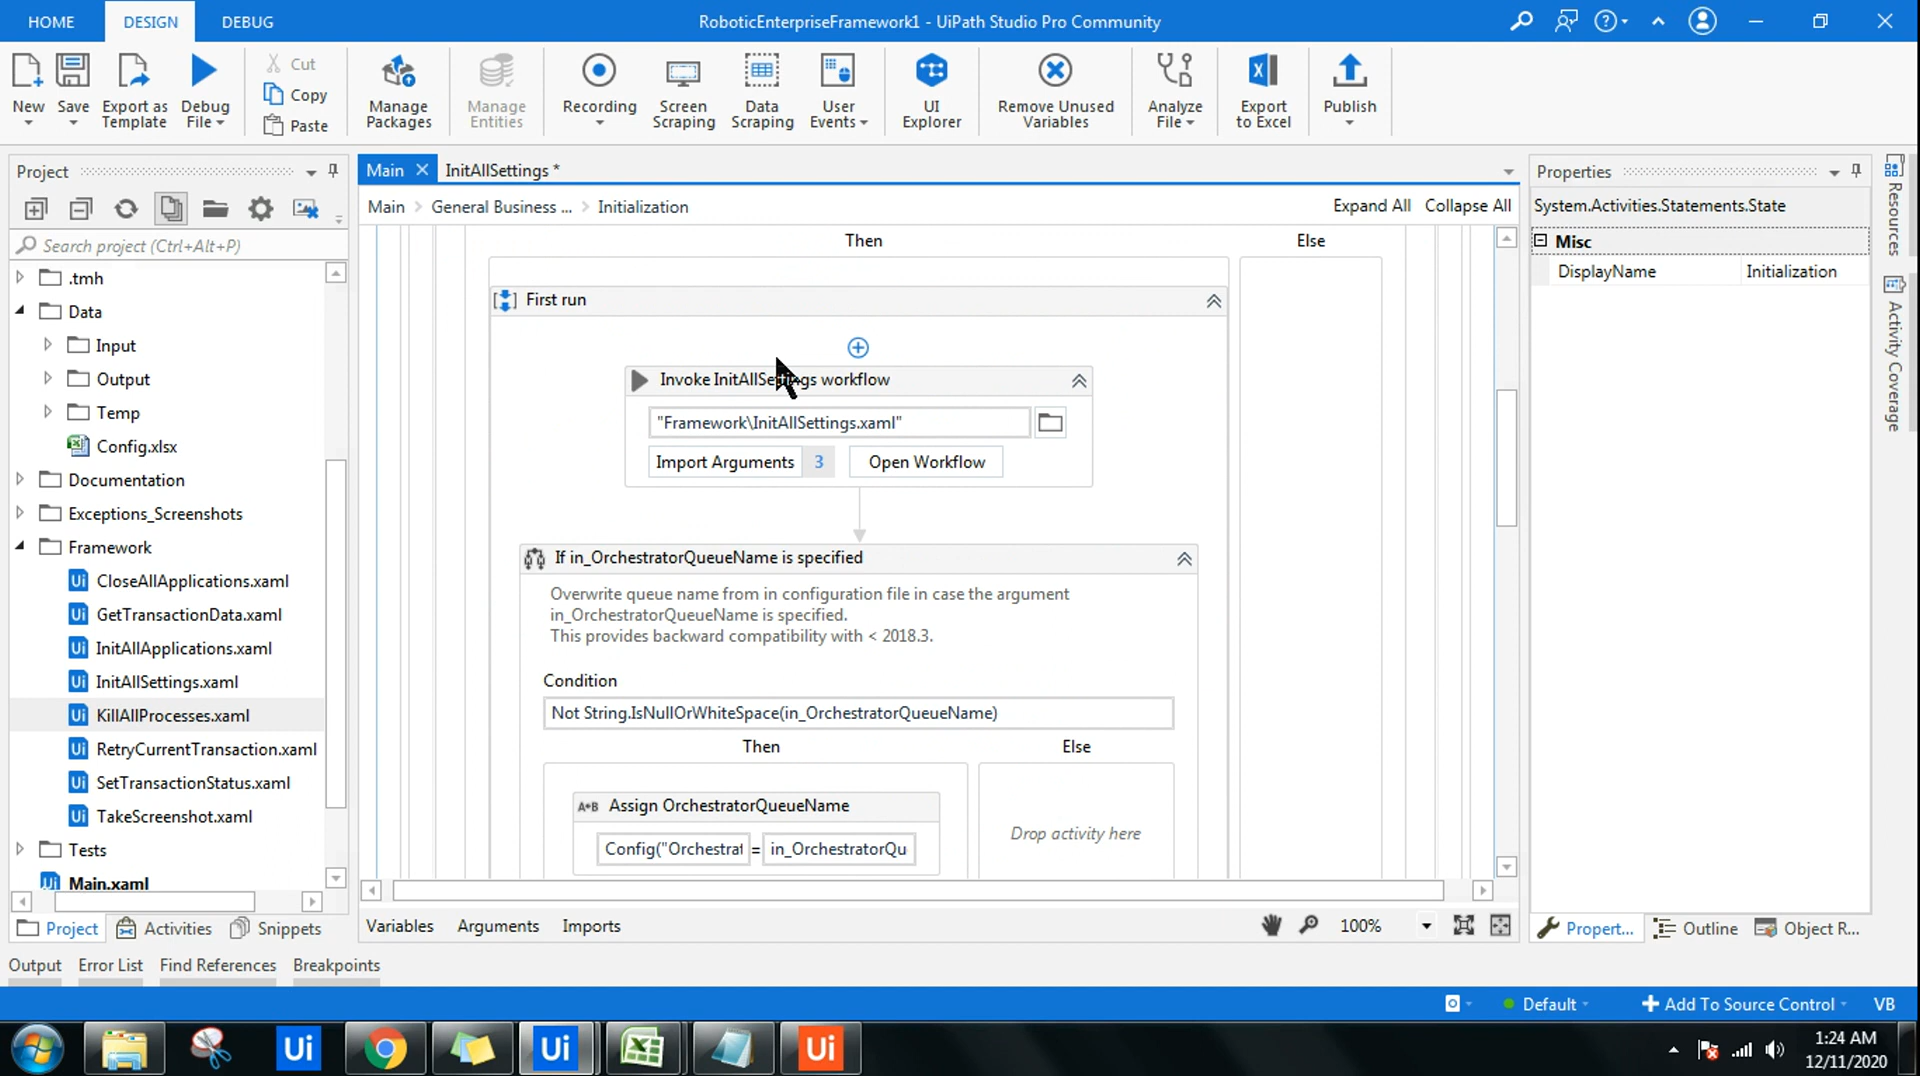 HOME DESIGN DEBUG
RoboticEnterpriseFramework1 - UiPath Studio Pro Community
New
Save
Export as Template
Debug File
Cut
Copy
Paste
Manage Packages
Manage Entities
Recording
Screen Scraping
Data Scraping
User Events
UI Explorer
Remove Unused Variables
Analyze File
Export to Excel
Publish
Project
Search project (Ctrl+Alt+P)
.tmh
Data
Input
Output
Temp
Config.xlsx
Documentation
Exceptions_Screenshots
Framework
CloseAllApplications.xaml
GetTransactionData.xaml
InitAllApplications.xaml
InitAllSettings.xaml
KillAllProcesses.xaml
RetryCurrentTransaction.xaml
SetTransactionStatus.xaml
TakeScreenshot.xaml
Tests
Main.xaml
Project Activities Snippets
Main InitAllSettings *
Main > General Business ... > Initialization
Expand All Collapse All
Then Else
First run
Invoke InitAllSettings workflow
"Framework\InitAllSettings.xaml"
Import Arguments 3 Open Workflow
If in_OrchestratorQueueName is specified
Overwrite queue name from in configuration file in case the argument
in_OrchestratorQueueName is specified.
This provides backward compatibility with < 2018.3.
Condition
Not String.IsNullOrWhiteSpace(in_OrchestratorQueueName)
Then Else
A+B Assign OrchestratorQueueName
Config("Orchestrat = in_OrchestratorQu
Drop activity here
Variables Arguments Imports
100%
Properties
System.Activities.Statements.State
Misc
DisplayName Initialization
Propert... Outline Object R...
Resources
Activity Coverage
Output Error List Find References Breakpoints
Default
Add To Source Control
VB
1:24 AM
12/11/2020